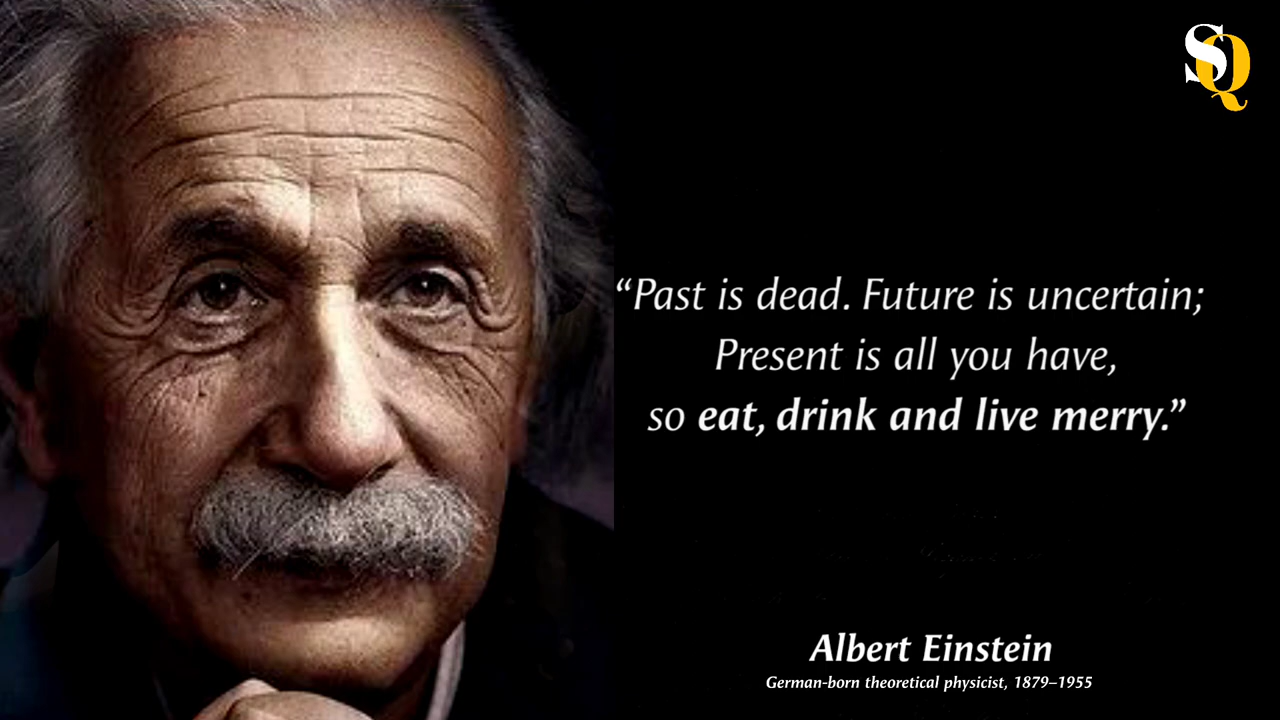 SQ
“Past is dead. Future is uncertain;
Present is all you have,
so eat, drink and live merry.”
Albert Einstein
German-born theoretical physicist, 1879–1955